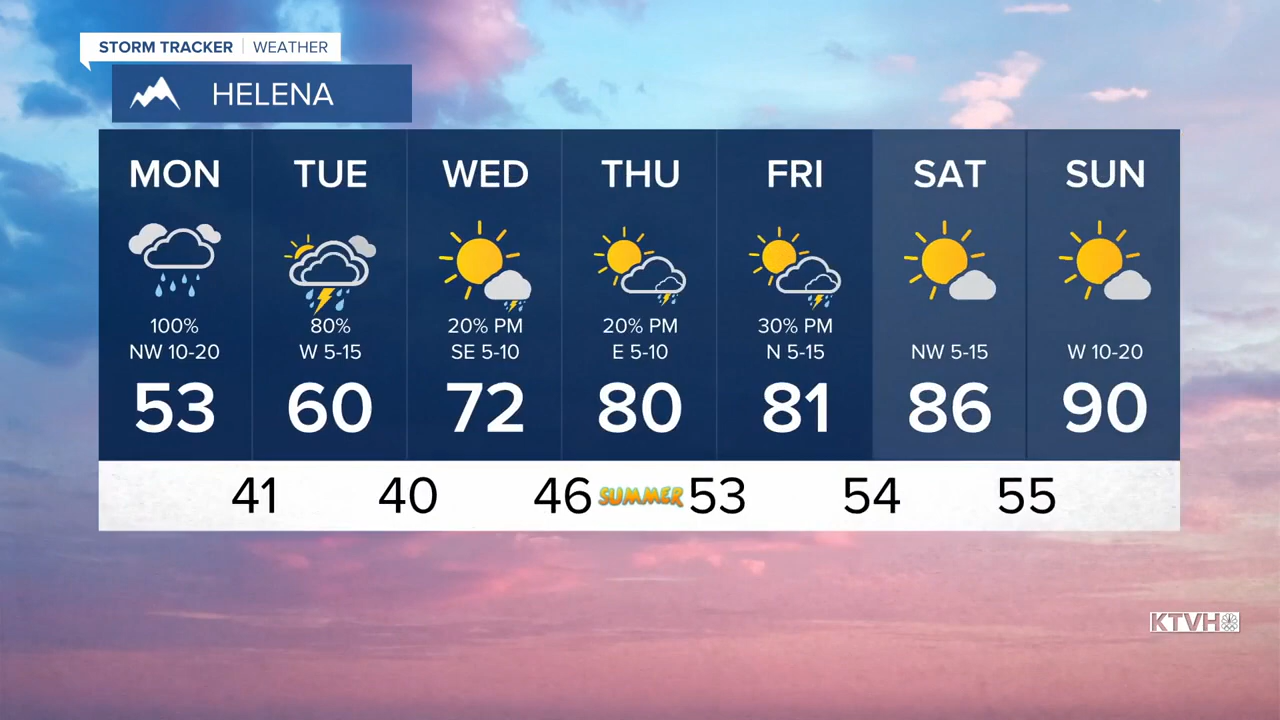 STORM TRACKER | WEATHER
HELENA
MON TUE WED THU FRI SAT SUN
100% 80% 20% PM 20% PM 30% PM
NW 10-20 W 5-15 SE 5-10 E 5-10 N 5-15 NW 5-15 W 10-20
53 60 72 80 81 86 90
41 40 46 SUMMER 53 54 55
KTVH